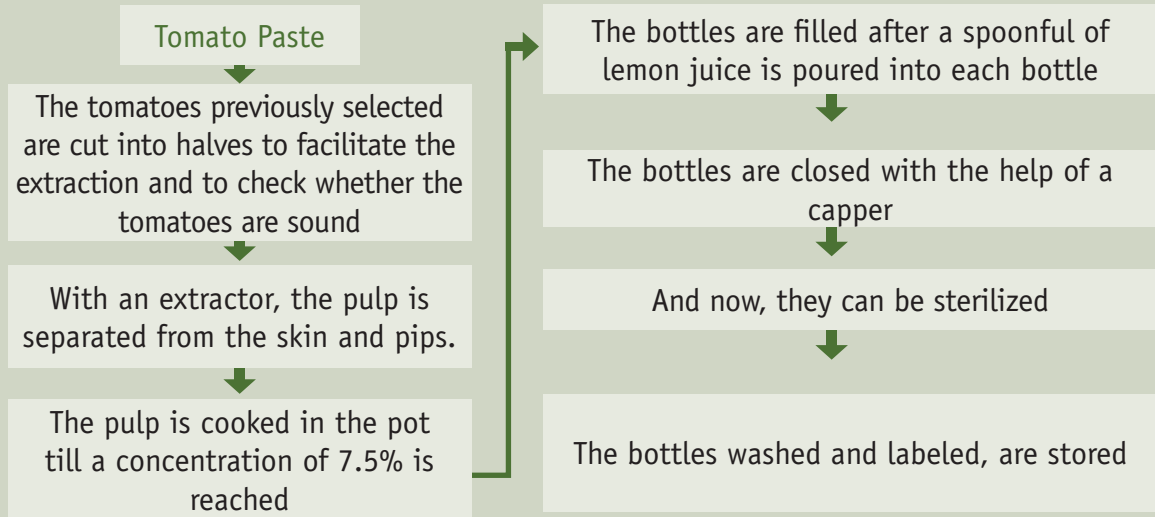 Tomato Paste
The tomatoes previously selected
are cut into halves to facilitate the
extraction and to check whether the
tomatoes are sound
With an extractor, the pulp is
separated from the skin and pips.
The pulp is cooked in the pot
till a concentration of 7.5% is
reached
The bottles are filled after a spoonful of
lemon juice is poured into each bottle
The bottles are closed with the help of a
capper
And now, they can be sterilized
The bottles washed and labeled, are stored